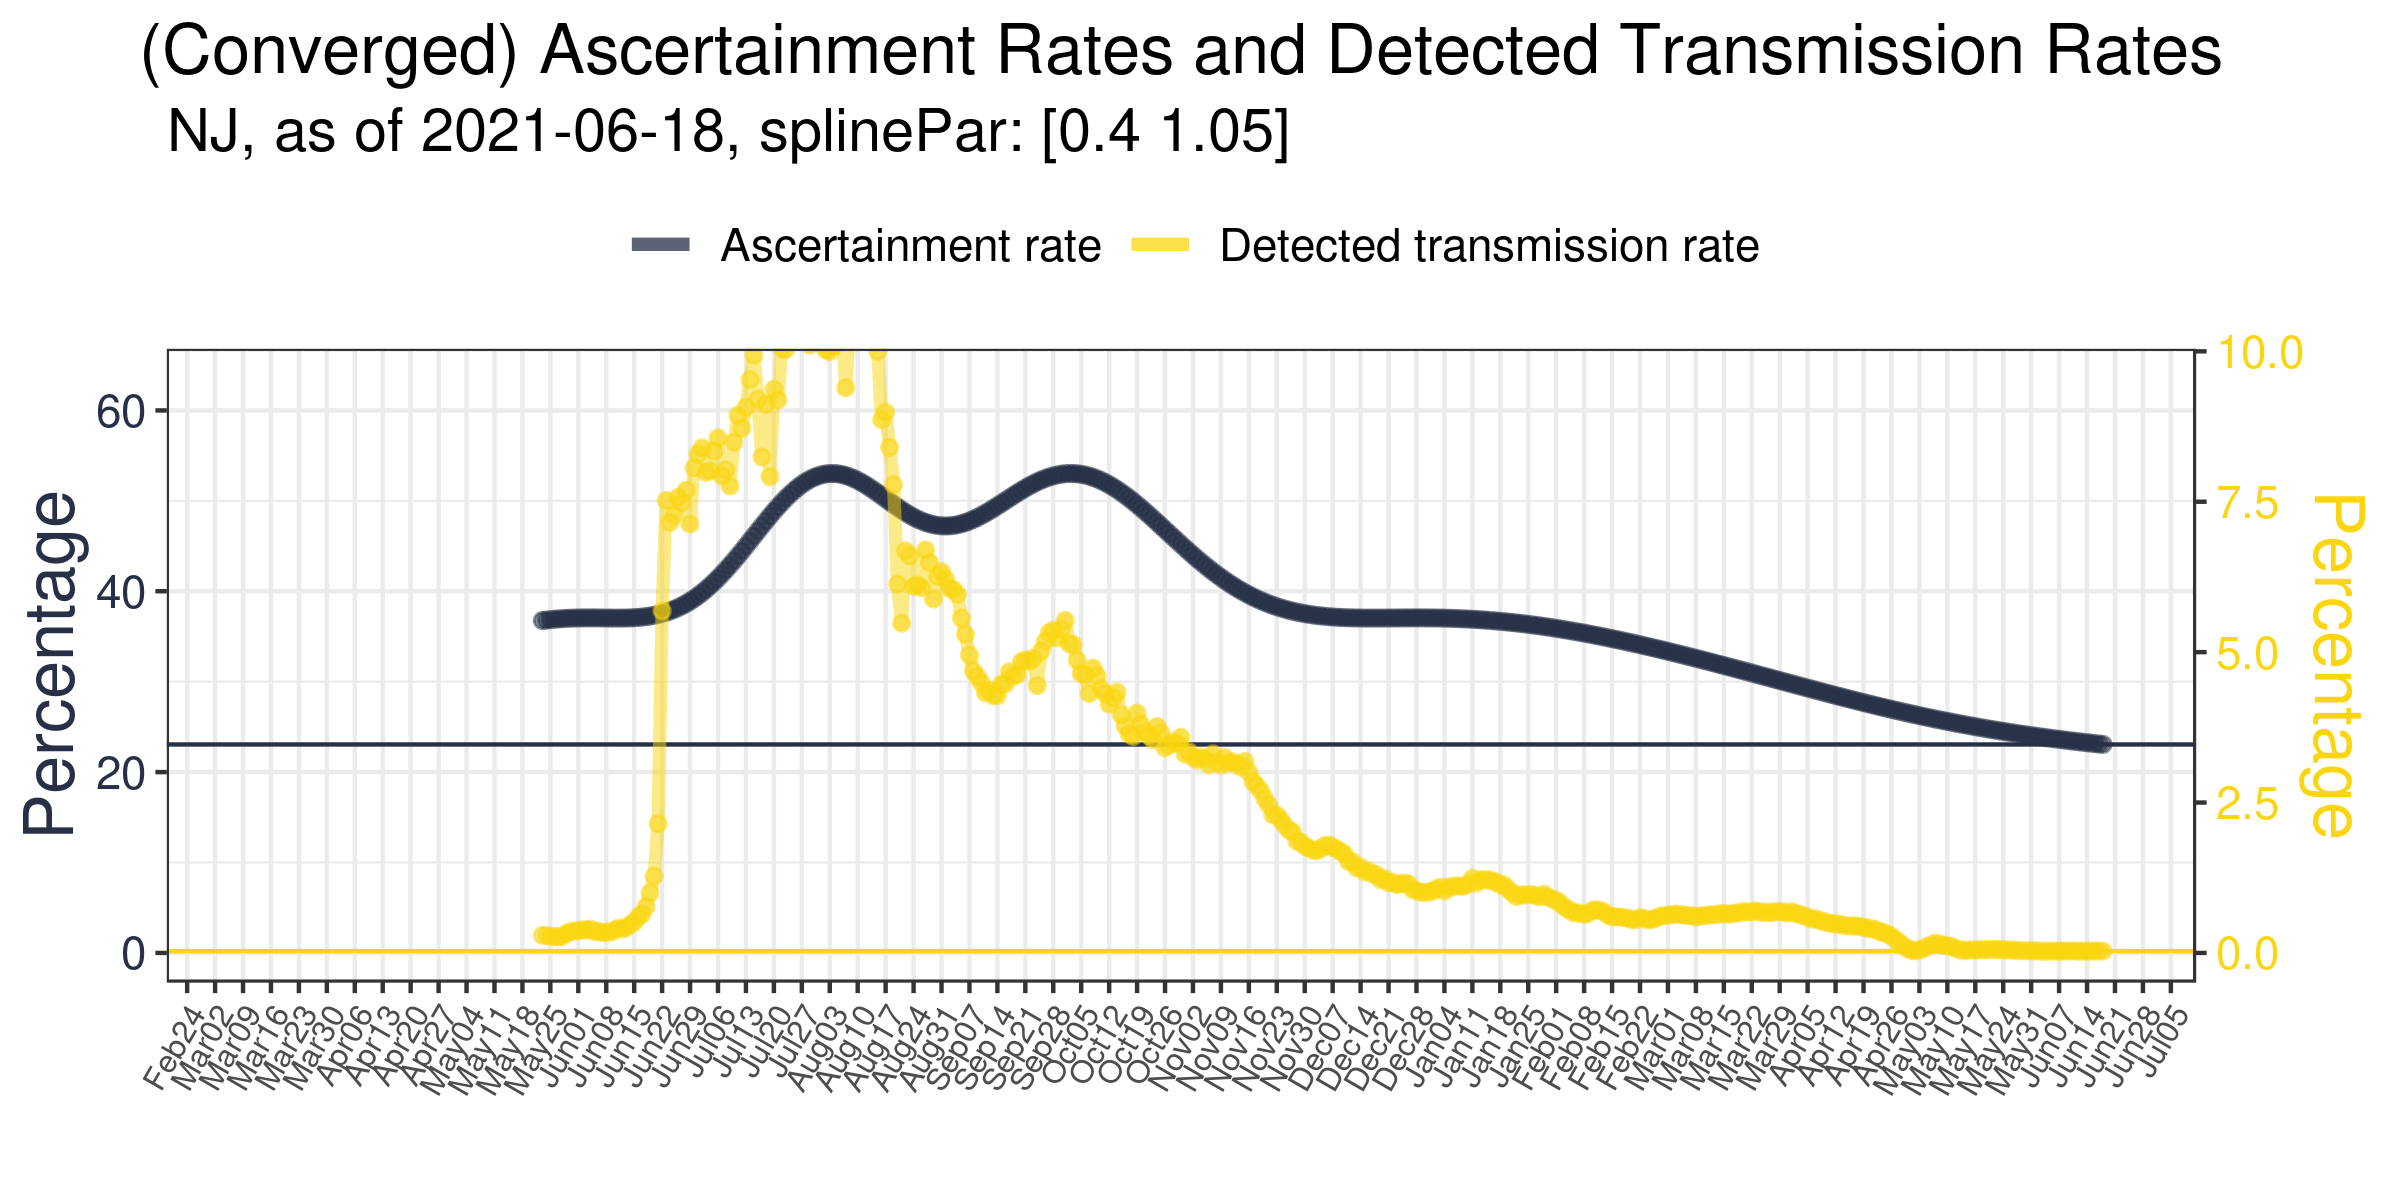 (Converged) Ascertainment Rates and Detected Transmission Rates
NJ, as of 2021-06-18, splinePar: [0.4 1.05]
Ascertainment rate
Detected transmission rate
Percentage
60
40
20
0
10.0
7.5
5.0
2.5
0.0
Percentage
Feb24
Mar02
Mar09
Mar16
Mar23
Mar30
Apr06
Apr13
Apr20
Apr27
May04
May11
May18
May25
Jun01
Jun08
Jun15
Jun22
Jun29
Jul06
Jul13
Jul20
Jul27
Aug03
Aug10
Aug17
Aug24
Aug31
Sep07
Sep14
Sep21
Sep28
Oct05
Oct12
Oct19
Oct26
Nov02
Nov09
Nov16
Nov23
Nov30
Dec07
Dec14
Dec21
Dec28
Jan04
Jan11
Jan18
Jan25
Feb01
Feb08
Feb15
Feb22
Mar01
Mar08
Mar15
Mar22
Mar29
Apr05
Apr12
Apr19
Apr26
May03
May10
May17
May24
May31
Jun07
Jun14
Jun21
Jun28
Jul05